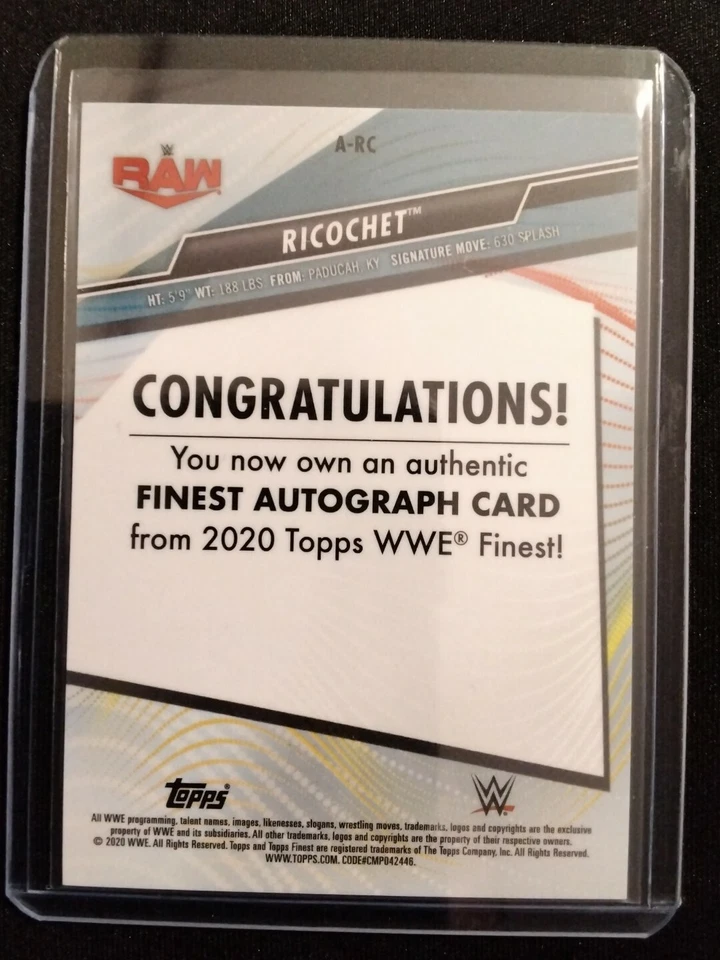 A-RC
W
RAW
RICOCHET™
HT: 5'9" WT: 188 LBS FROM: PADUCAH, KY SIGNATURE MOVE: 630 SPLASH
CONGRATULATIONS!
You now own an authentic
FINEST AUTOGRAPH CARD
from 2020 Topps WWE® Finest!
topps®
W
All WWE programming, talent names, images, likenesses, slogans, wrestling moves, trademarks, logos and copyrights are the exclusive
property of WWE and its subsidiaries. All other trademarks, logos and copyrights are the property of their respective owners.
© 2020 WWE. All Rights Reserved. Topps and Topps Finest are registered trademarks of The Topps Company, Inc. All Rights Reserved.
WWW.TOPPS.COM. CODE#CMP042446.